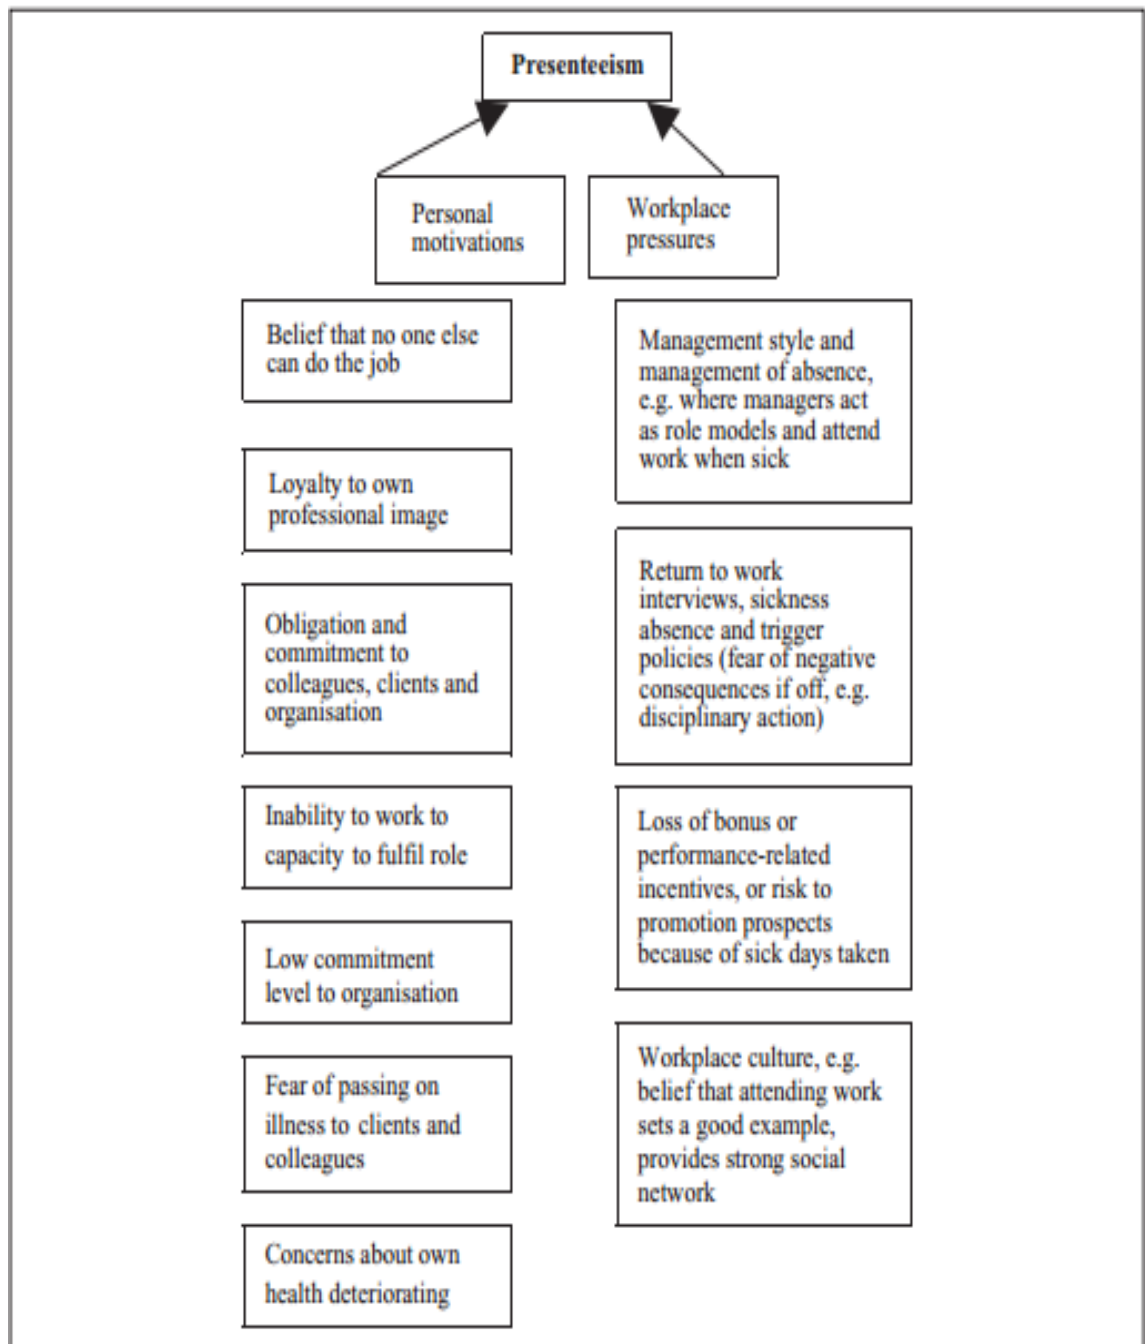 Presenteeism
Personal
motivations
Workplace
pressures
Belief that no one else
can do the job
Loyalty to own
professional image
Obligation and
commitment to
colleagues, clients and
organisation
Inability to work to
capacity to fulfil role
Low commitment
level to organisation
Fear of passing on
illness to clients and
colleagues
Concerns about own
health deteriorating
Management style and
management of absence,
e.g. where managers act
as role models and attend
work when sick
Return to work
interviews, sickness
absence and trigger
policies (fear of negative
consequences if off, e.g.
disciplinary action)
Loss of bonus or
performance-related
incentives, or risk to
promotion prospects
because of sick days taken
Workplace culture, e.g.
belief that attending work
sets a good example,
provides strong social
network